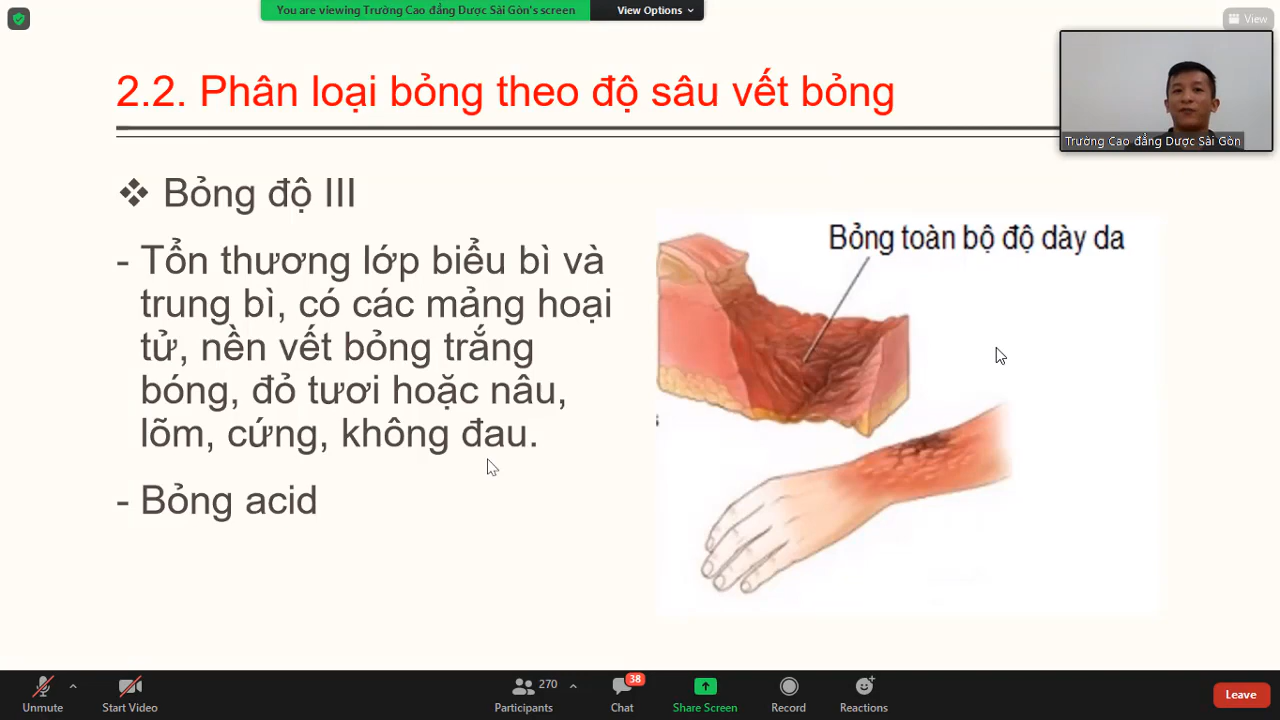 You are viewing Trường Cao đẳng Dược Sài Gòn's screen
View Options
View
2.2. Phân loại bỏng theo độ sâu vết bỏng
Trường Cao đẳng Dược Sài Gòn
❖ Bỏng độ III
- Tổn thương lớp biểu bì và
trung bì, có các mảng hoại
tử, nền vết bỏng trắng
bóng, đỏ tươi hoặc nâu,
lõm, cứng, không đau.
- Bỏng acid
Bỏng toàn bộ độ dày da
Unmute
Start Video
270
Participants
38
Chat
Share Screen
Record
Reactions
Leave